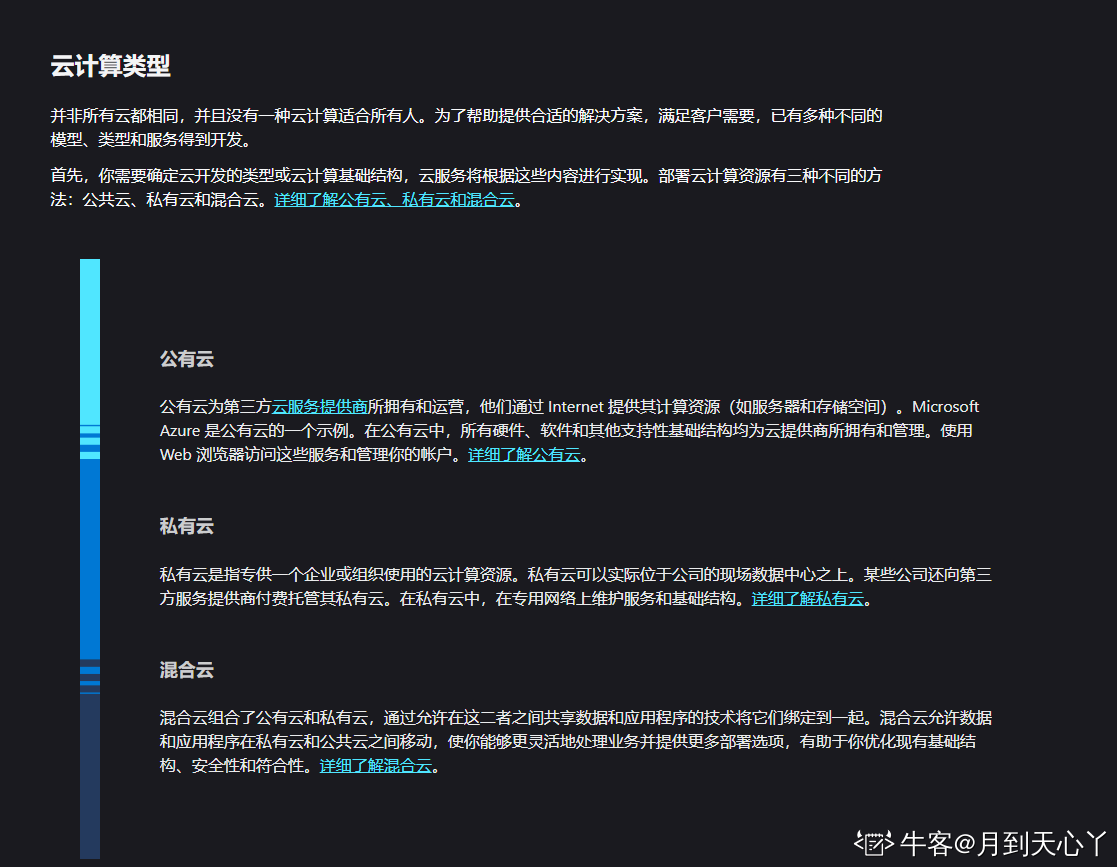 云计算类型
并非所有云都相同，并且没有一种云计算适合所有人。为了帮助提供合适的解决方案，满足客户需要，已有多种不同的
模型、类型和服务得到开发。
首先，你需要确定云开发的类型或云计算基础结构，云服务将根据这些内容进行实现。部署云计算资源有三种不同的方
法：公共云、私有云和混合云。详细了解公有云、私有云和混合云。
公有云
公有云为第三方云服务提供商所拥有和运营，他们通过 Internet 提供其计算资源（如服务器和存储空间）。Microsoft
Azure 是公有云的一个示例。在公有云中，所有硬件、软件和其他支持性基础结构均为云提供商所拥有和管理。使用
Web 浏览器访问这些服务和管理你的帐户。详细了解公有云。
私有云
私有云是指专供一个企业或组织使用的云计算资源。私有云可以实际位于公司的现场数据中心之上。某些公司还向第三
方服务提供商付费托管其私有云。在私有云中，在专用网络上维护服务和基础结构。详细了解私有云。
混合云
混合云组合了公有云和私有云，通过允许在这二者之间共享数据和应用程序的技术将它们绑定到一起。混合云允许数据
和应用程序在私有云和公共云之间移动，使你能够更灵活地处理业务并提供更多部署选项，有助于你优化现有基础结
构、安全性和符合性。详细了解混合云。
牛客@月到天心丫